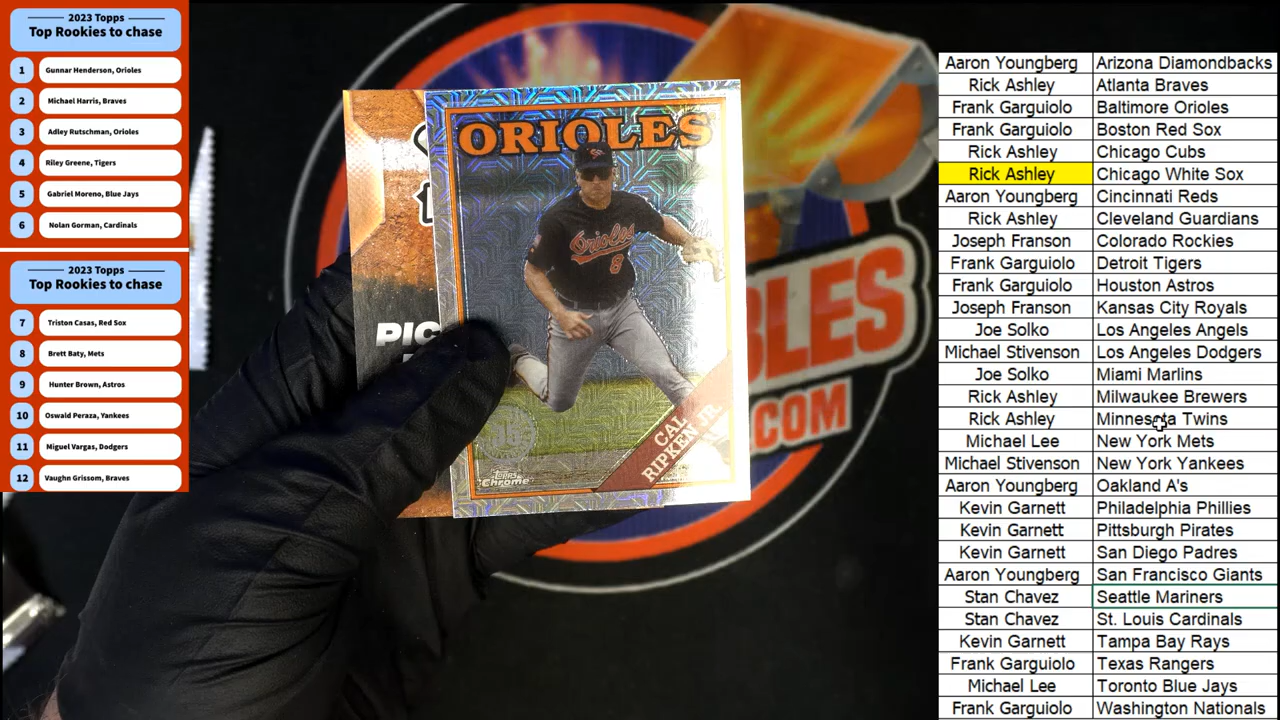 2023 Topps
Top Rookies to chase
1 Gunnar Henderson, Orioles
2 Michael Harris, Braves
3 Adley Rutschman, Orioles
4 Riley Greene, Tigers
5 Gabriel Moreno, Blue Jays
6 Nolan Gorman, Cardinals
2023 Topps
Top Rookies to chase
7 Triston Casas, Red Sox
8 Brett Baty, Mets
9 Hunter Brown, Astros
10 Oswald Peraza, Yankees
11 Miguel Vargas, Dodgers
12 Vaughn Grissom, Braves
ORIOLES
Orioles
8
CAL
RIPKEN JR.
Topps
Chrome
PIC
BLES
.COM
Aaron Youngberg Arizona Diamondbacks
Rick Ashley Atlanta Braves
Frank Garguiolo Baltimore Orioles
Frank Garguiolo Boston Red Sox
Rick Ashley Chicago Cubs
Rick Ashley Chicago White Sox
Aaron Youngberg Cincinnati Reds
Rick Ashley Cleveland Guardians
Joseph Franson Colorado Rockies
Frank Garguiolo Detroit Tigers
Frank Garguiolo Houston Astros
Joseph Franson Kansas City Royals
Joe Solko Los Angeles Angels
Michael Stivenson Los Angeles Dodgers
Joe Solko Miami Marlins
Rick Ashley Milwaukee Brewers
Rick Ashley Minnesota Twins
Michael Lee New York Mets
Michael Stivenson New York Yankees
Aaron Youngberg Oakland A's
Kevin Garnett Philadelphia Phillies
Kevin Garnett Pittsburgh Pirates
Kevin Garnett San Diego Padres
Aaron Youngberg San Francisco Giants
Stan Chavez Seattle Mariners
Stan Chavez St. Louis Cardinals
Kevin Garnett Tampa Bay Rays
Frank Garguiolo Texas Rangers
Michael Lee Toronto Blue Jays
Frank Garguiolo Washington Nationals